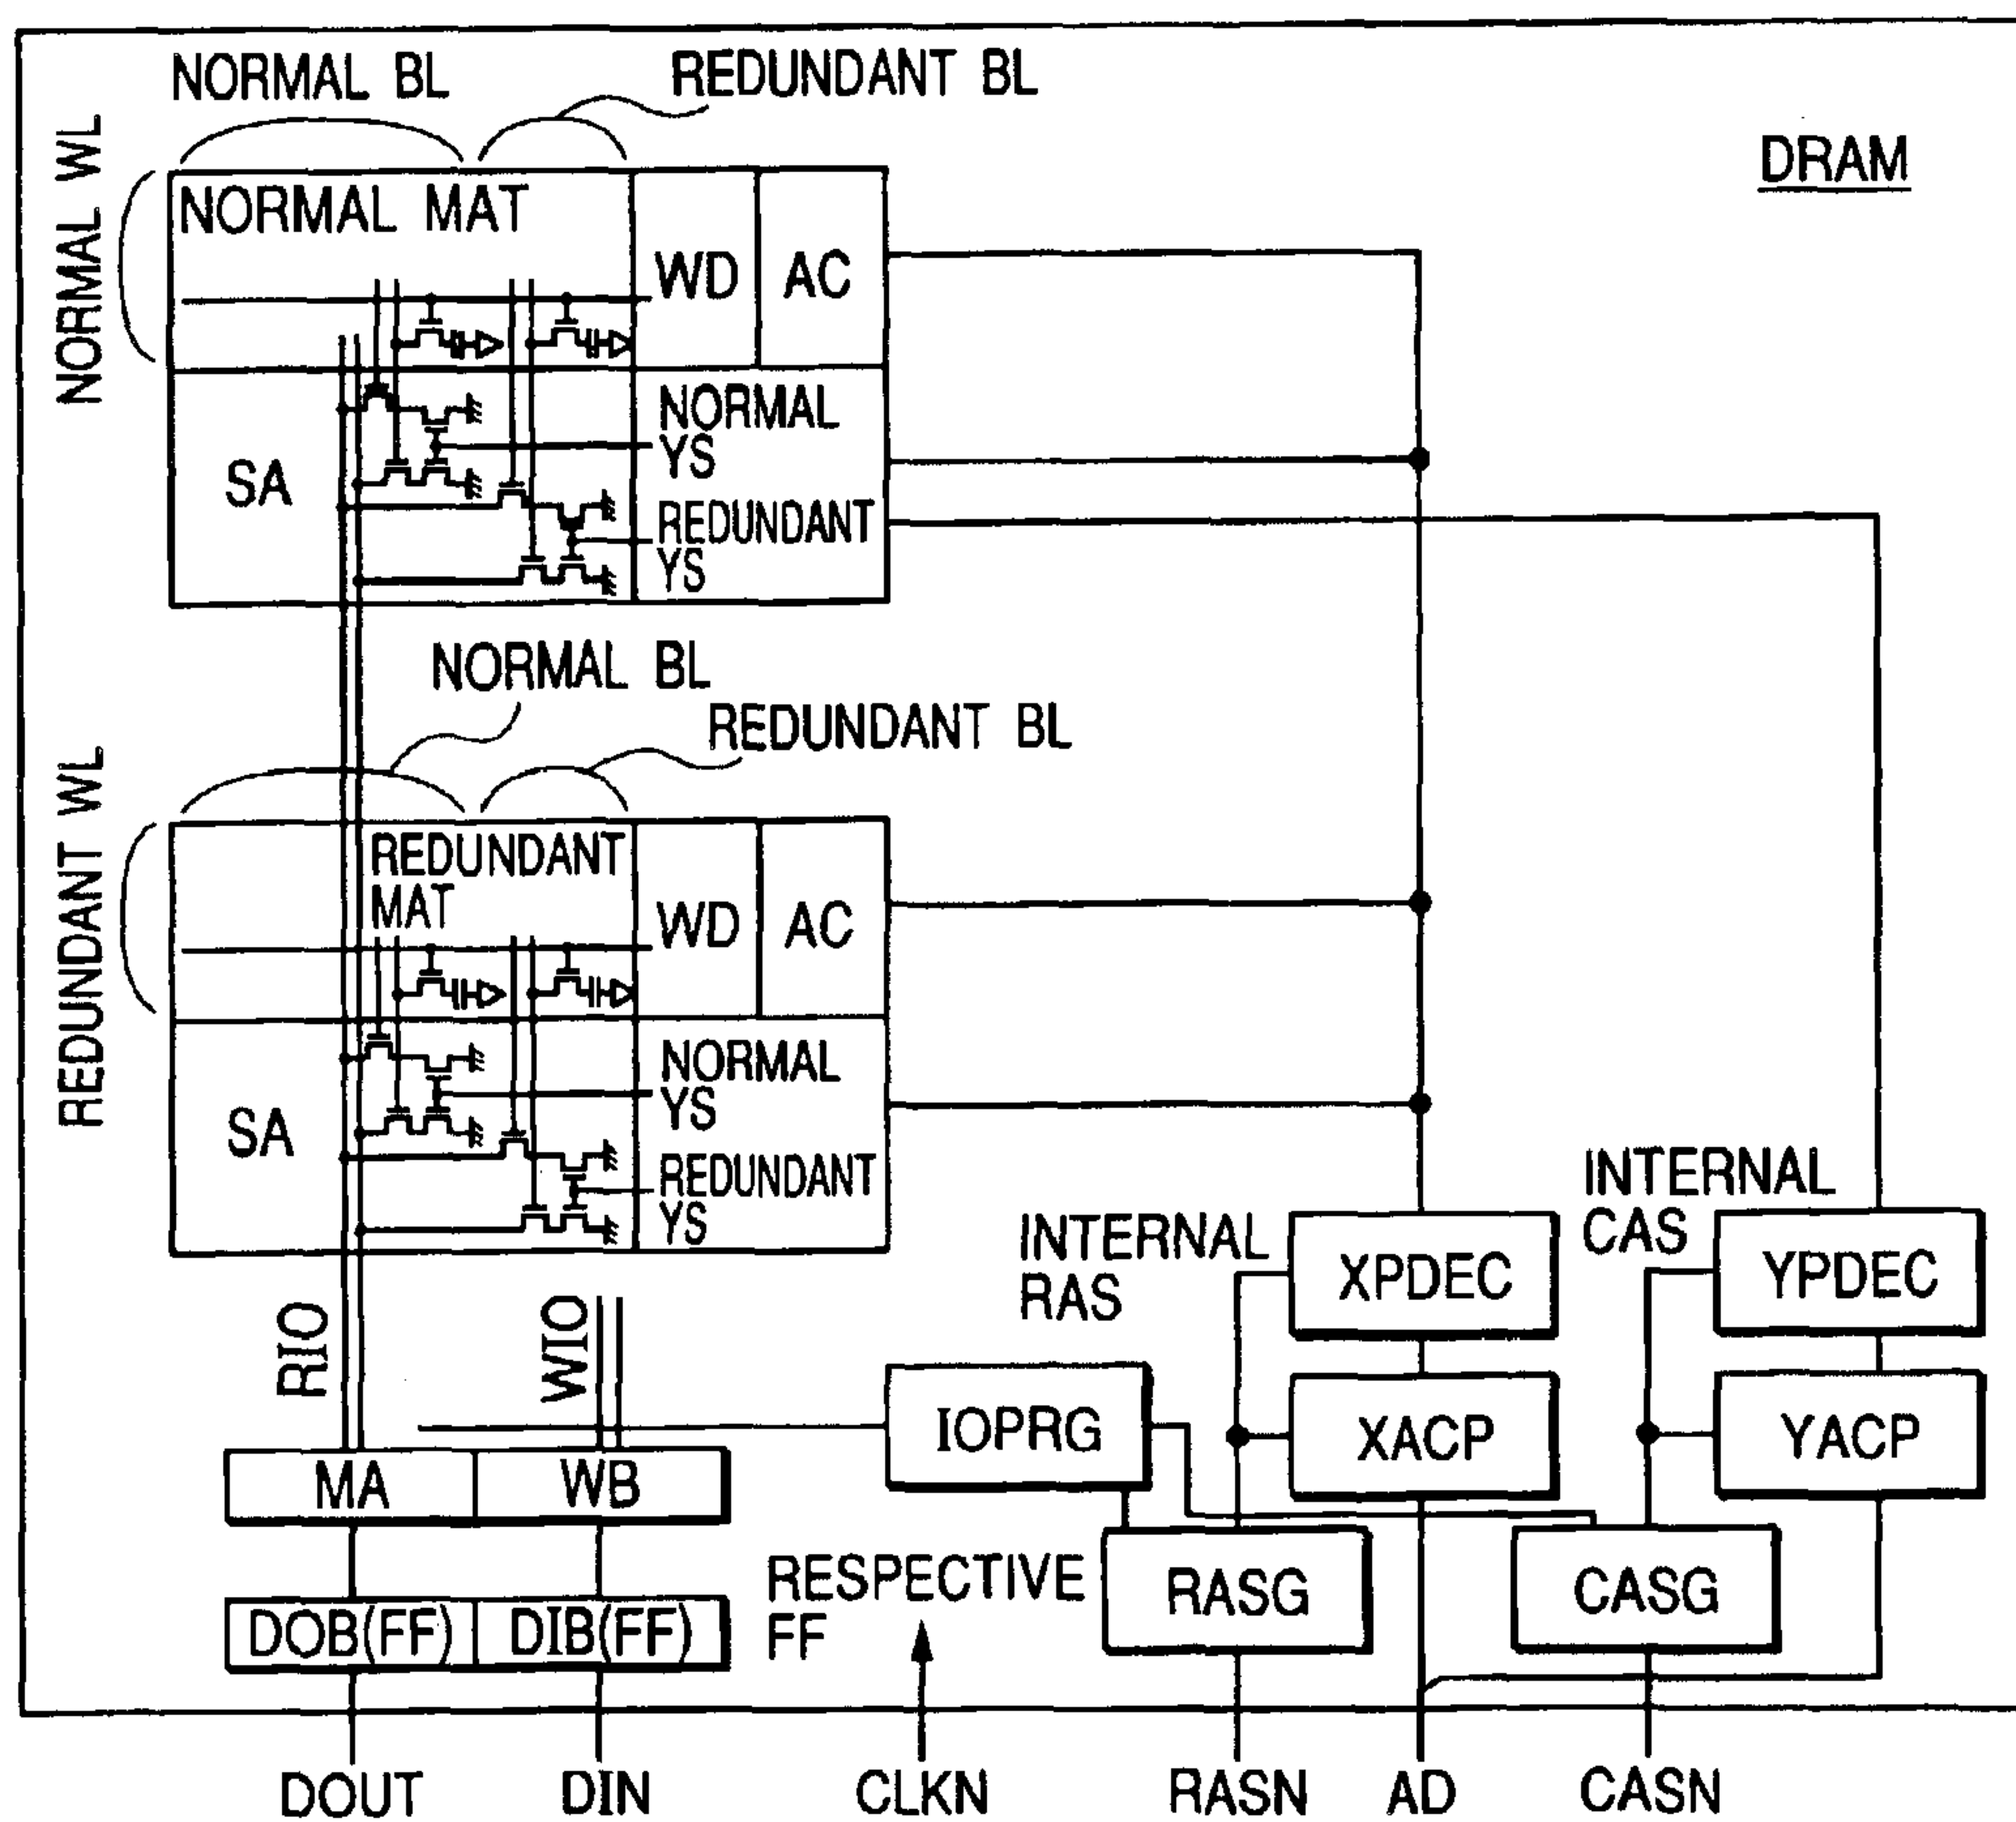 NORMAL BL
REDUNDANT BL
DRAM
NORMAL WL
NORMAL MAT
WD
AC
SA
NORMAL
YS
REDUNDANT
YS
NORMAL BL
REDUNDANT BL
REDUNDANT WL
REDUNDANT
MAT
WD
AC
SA
NORMAL
YS
REDUNDANT
YS
INTERNAL
RAS
XPDEC
INTERNAL
CAS
YPDEC
RIO
WIO
IOPRG
XACP
YACP
MA
WB
RESPECTIVE
FF
RASG
CASG
DOB(FF)
DIB(FF)
DOUT
DIN
CLKN
RASN
AD
CASN